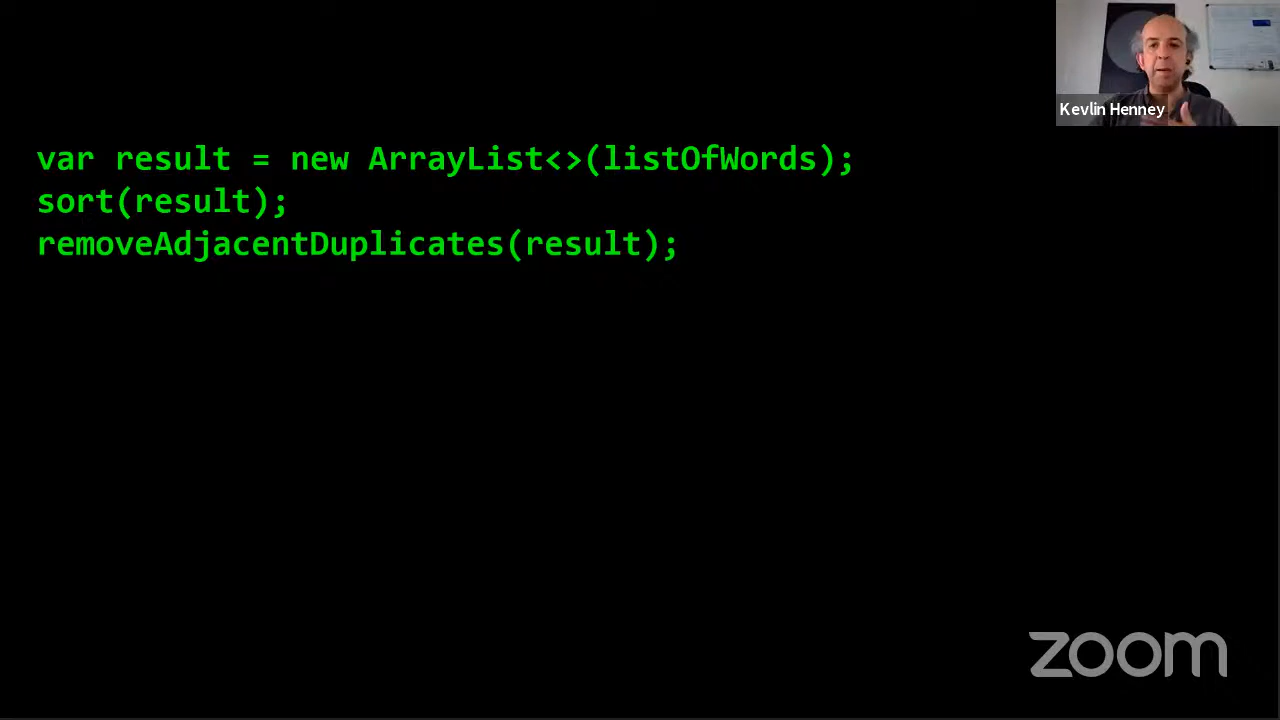 Kevlin Henney
var result = new ArrayList<>(listOfWords);
sort(result);
removeAdjacentDuplicates(result);
zoom